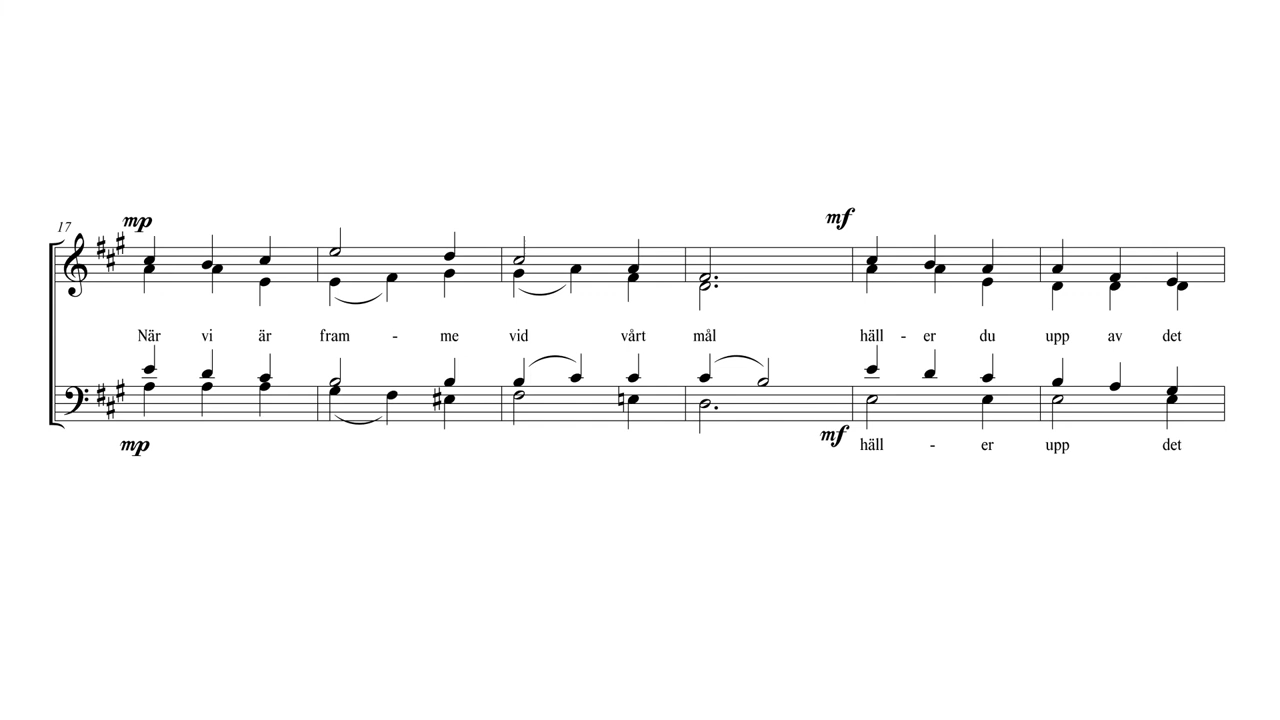 17
mp
mf
När vi är fram - me vid vårt mål häll - er du upp av det
mp
mf
häll - er upp det